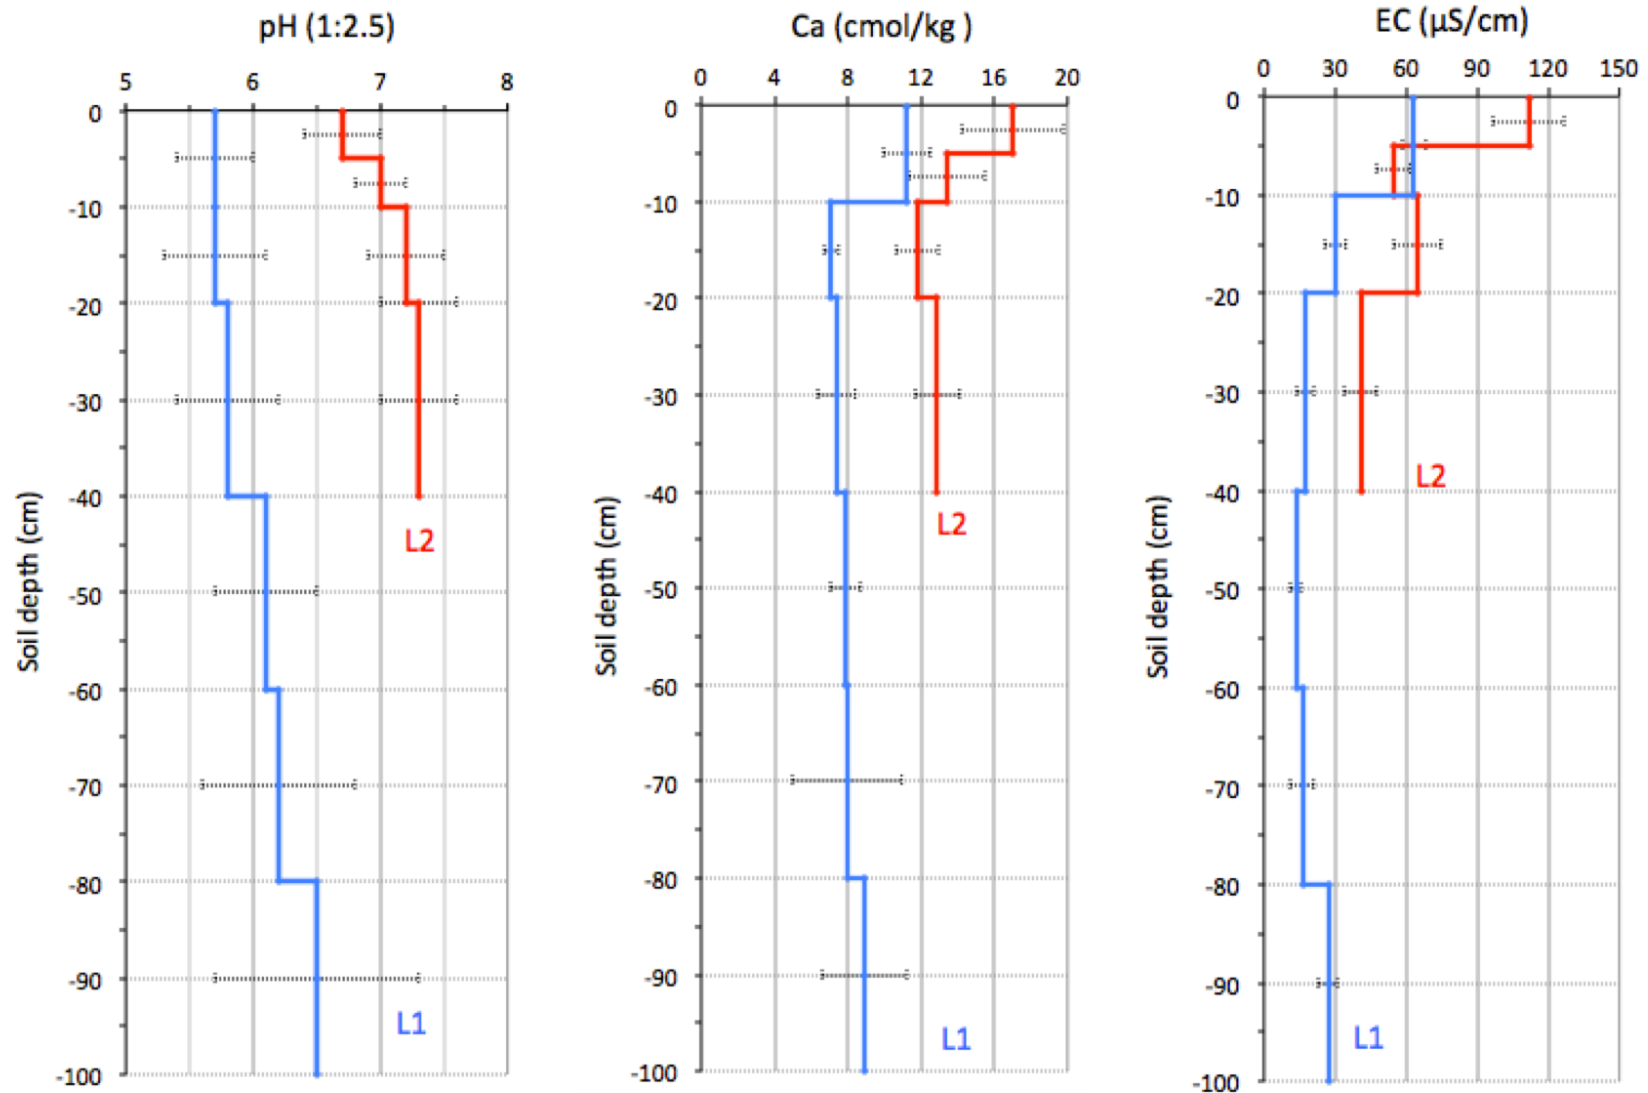 pH (1:2.5)
5 6 7 8
0
-10
-20
-30
-40
-50
-60
-70
-80
-90
-100
Soil depth (cm)
L2
L1
Ca (cmol/kg )
0 4 8 12 16 20
0
-10
-20
-30
-40
-50
-60
-70
-80
-90
-100
Soil depth (cm)
L2
L1
EC (µS/cm)
0 30 60 90 120 150
0
-10
-20
-30
-40
-50
-60
-70
-80
-90
-100
Soil depth (cm)
L2
L1